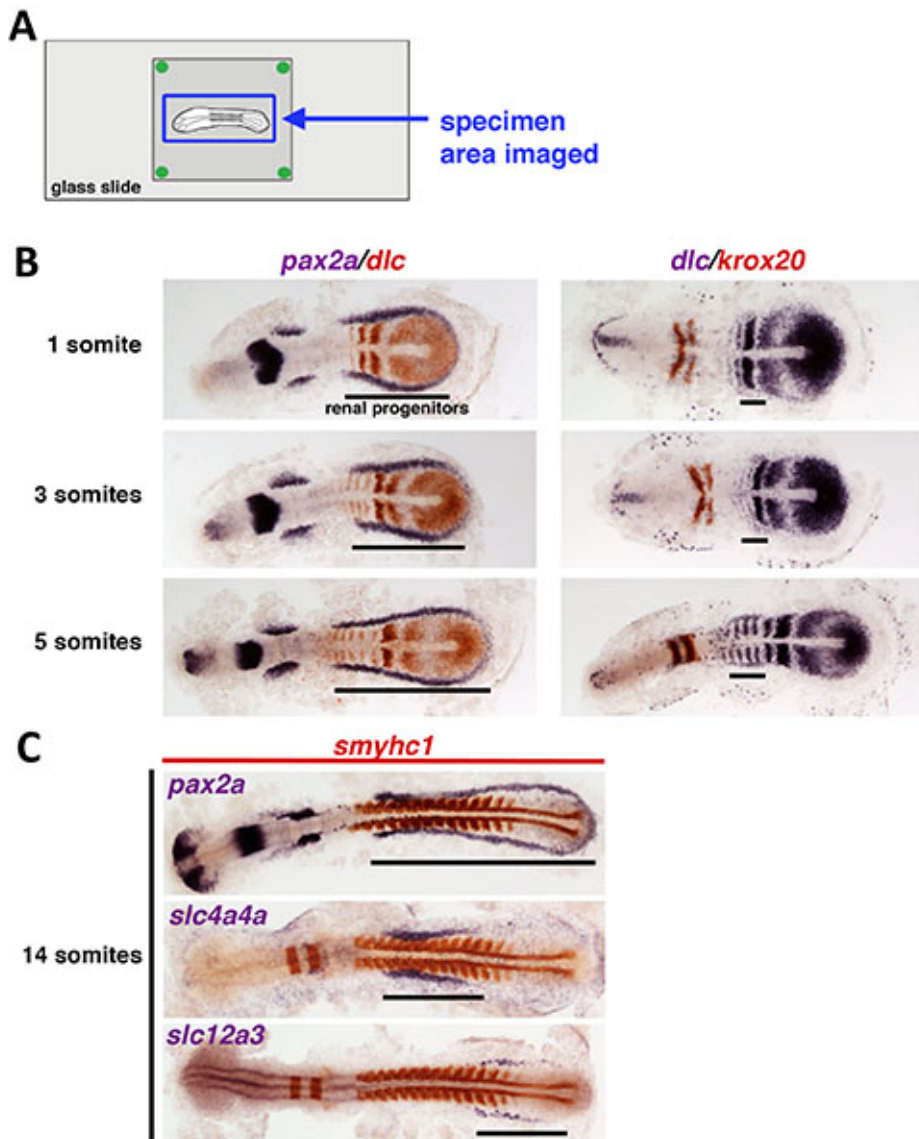 A
specimen
area imaged
glass slide
B
pax2a/dlc
dlc/krox20
1 somite
renal progenitors
3 somites
5 somites
C
smyhc1
pax2a
slc4a4a
14 somites
slc12a3